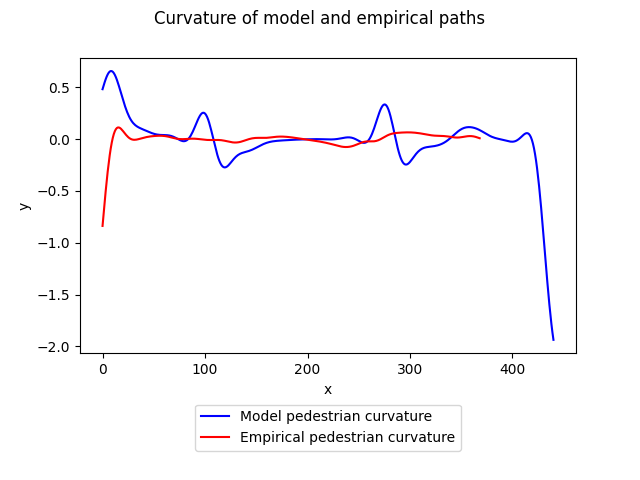 Curvature of model and empirical paths
0.5
0.0
−0.5
−1.0
−1.5
−2.0
y
0 100 200 300 400
x
Model pedestrian curvature
Empirical pedestrian curvature